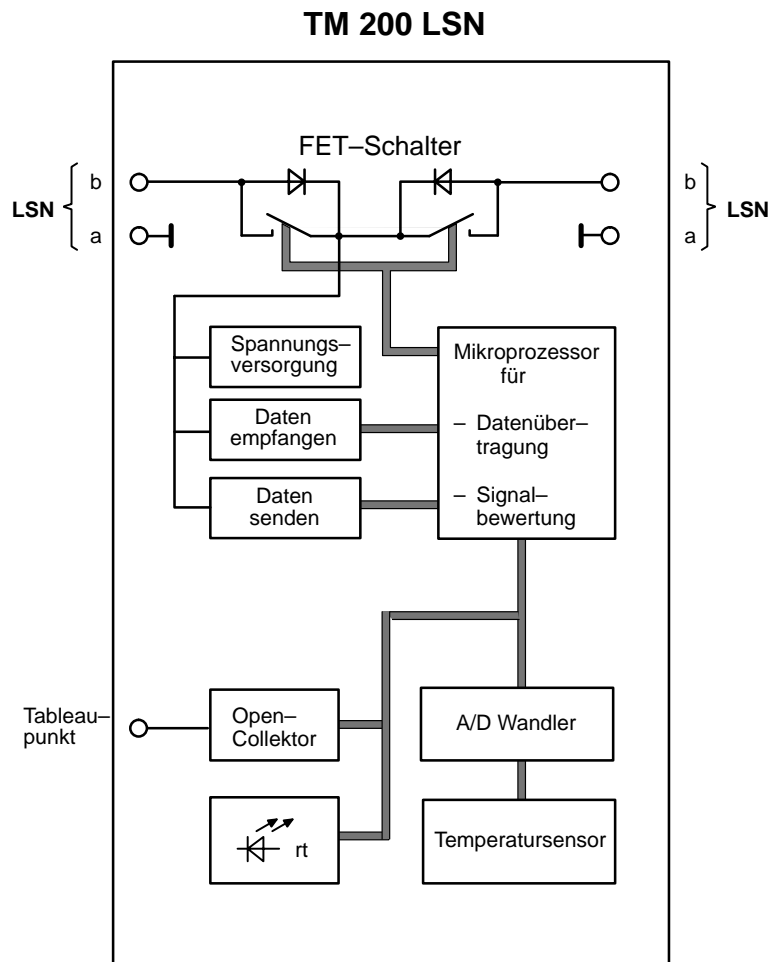 TM 200 LSN
FET–Schalter
b
LSN
a
b
LSN
a
Spannungs–
versorgung
Daten
empfangen
Daten
senden
Mikroprozessor
für
– Datenüber–
tragung
– Signal–
bewertung
Tableau–
punkt
Open–
Collektor
A/D Wandler
rt
Temperatursensor